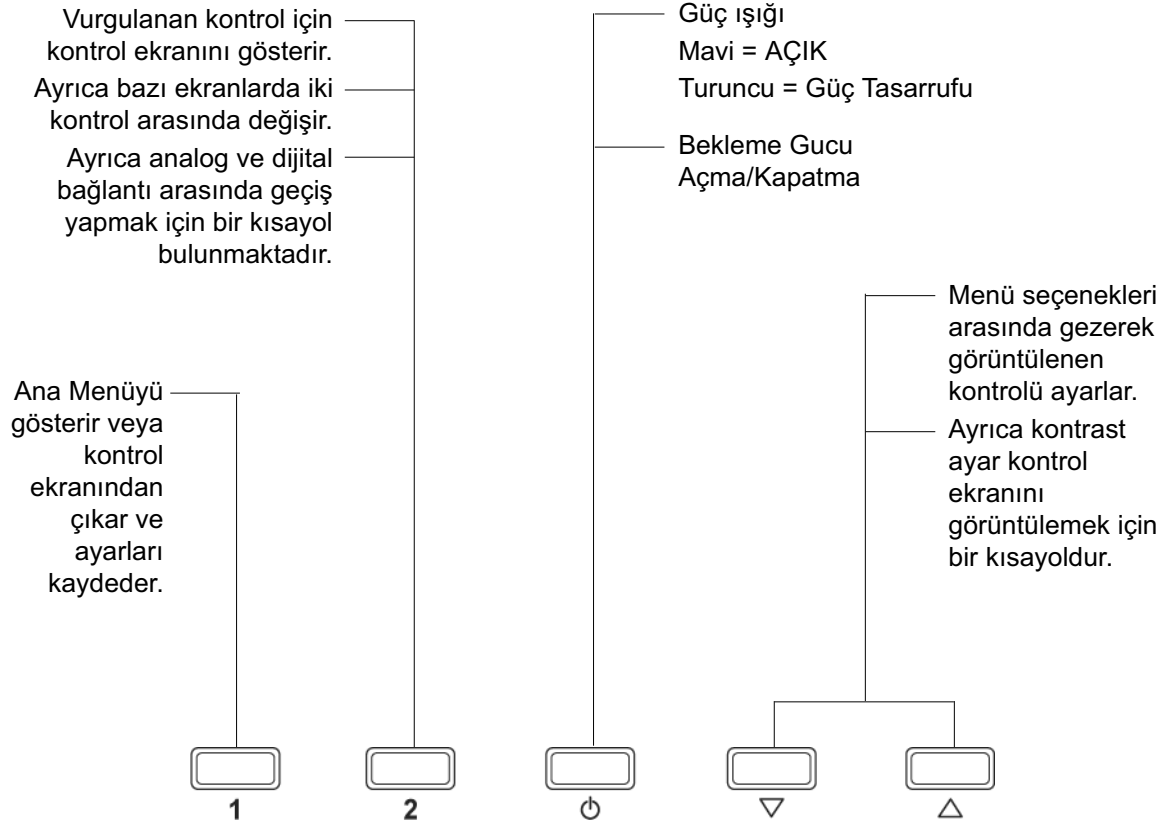 Vurgulanan kontrol için
kontrol ekranını gösterir.
Ayrıca bazı ekranlarda iki
kontrol arasında değişir.
Ayrıca analog ve dijital
bağlantı arasında geçiş
yapmak için bir kısayol
bulunmaktadır.
Güç ışığı
Mavi = AÇIK
Turuncu = Güç Tasarrufu
Bekleme Gucu
Açma/Kapatma
Menü seçenekleri
arasında gezerek
görüntülenen
kontrolü ayarlar.
Ayrıca kontrast
ayar kontrol
ekranını
görüntülemek için
bir kısayoldur.
Ana Menüyü
gösterir veya
kontrol
ekranından
çıkar ve
ayarları
kaydeder.
1
2